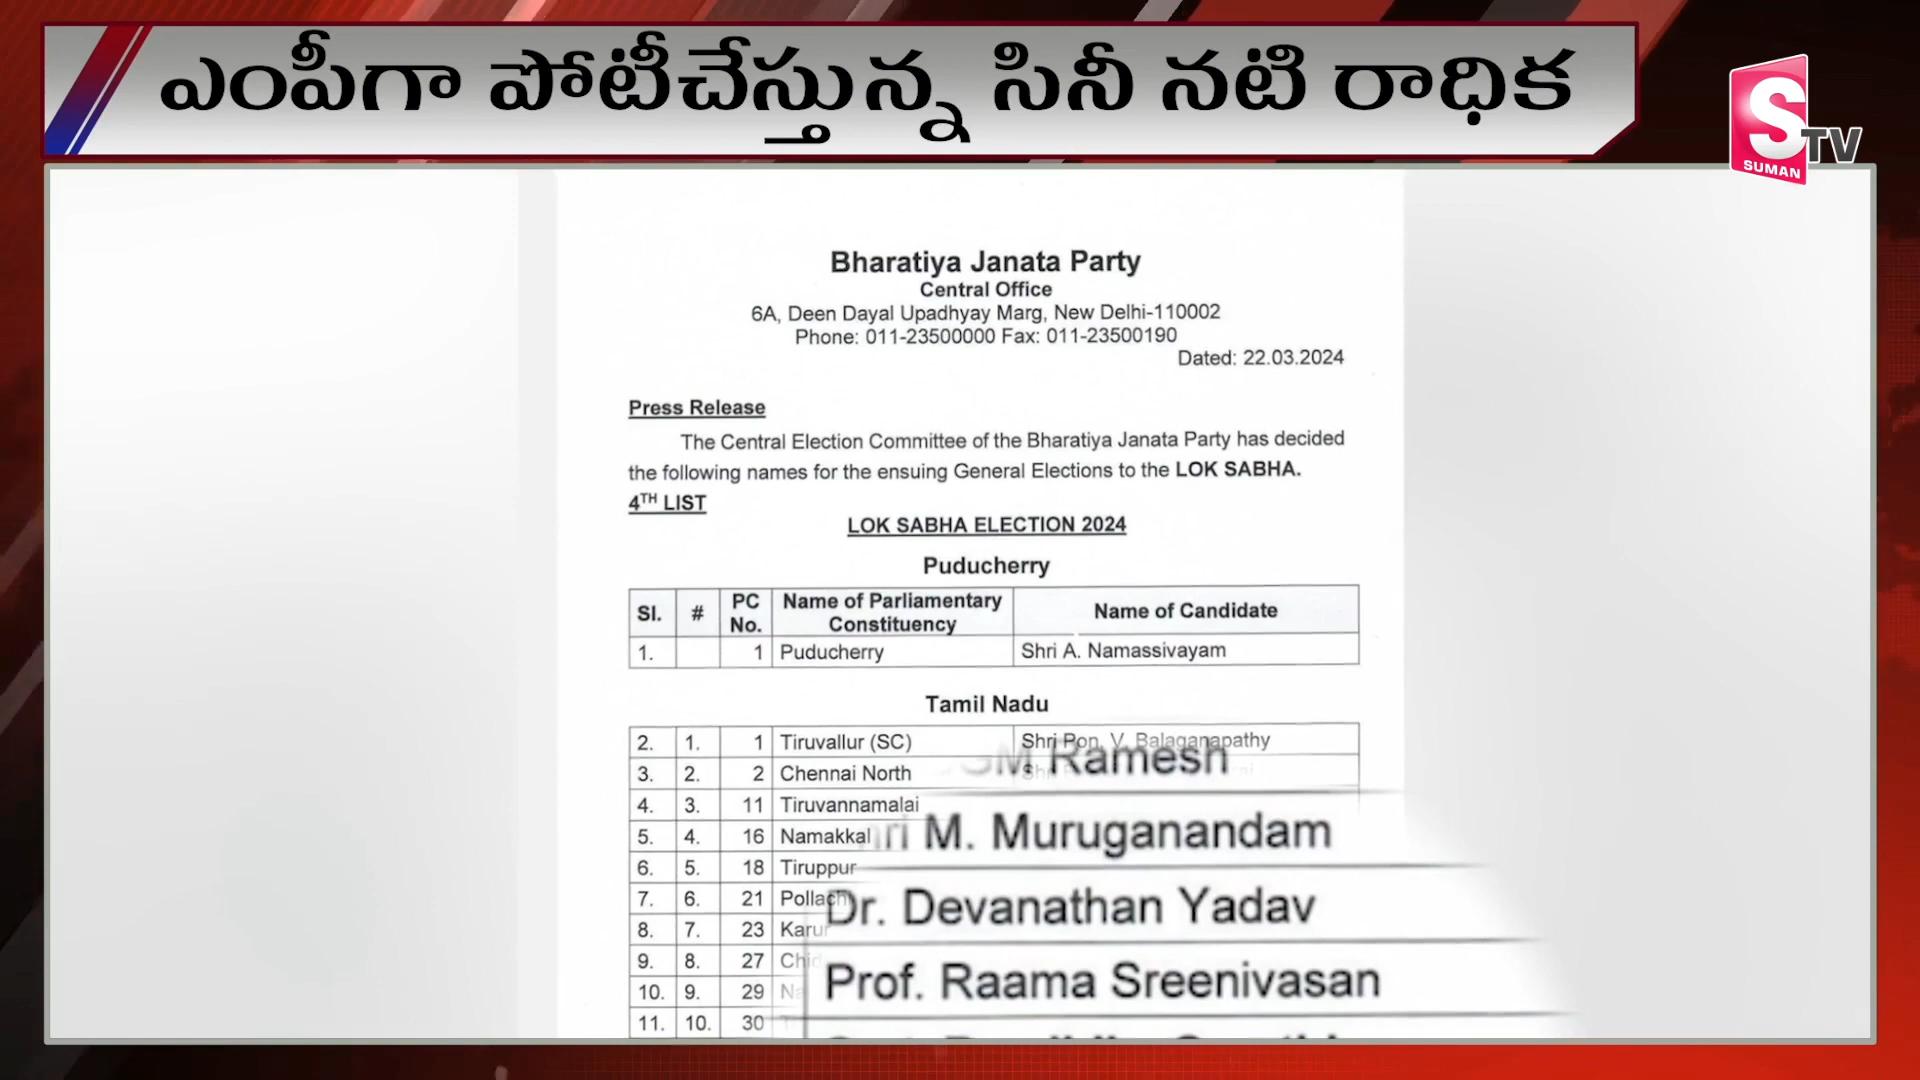 ఎంపీగా పోటీచేస్తున్న సినీ నటి రాధిక
S TV
SUMAN
Bharatiya Janata Party
Central Office
6A, Deen Dayal Upadhyay Marg, New Delhi-110002
Phone: 011-23500000 Fax: 011-23500190
Dated: 22.03.2024
Press Release
The Central Election Committee of the Bharatiya Janata Party has decided
the following names for the ensuing General Elections to the LOK SABHA.
4TH LIST
LOK SABHA ELECTION 2024
Puducherry
Sl. # PC No. Name of Parliamentary Constituency Name of Candidate
1. 1 Puducherry Shri A. Namassivayam
Tamil Nadu
2. 1. 1 Tiruvallur (SC) Shri Pon. V. Balaganapathy
3. 2. 2 Chennai North
4. 3. 11 Tiruvannamalai
5. 4. 16 Namakkal
6. 5. 18 Tiruppur
7. 6. 21 Pollachi
8. 7. 23 Karur
9. 8. 27
10. 9. 29
11. 10. 30
Ramesh
M. Muruganandam
Dr. Devanathan Yadav
Prof. Raama Sreenivasan